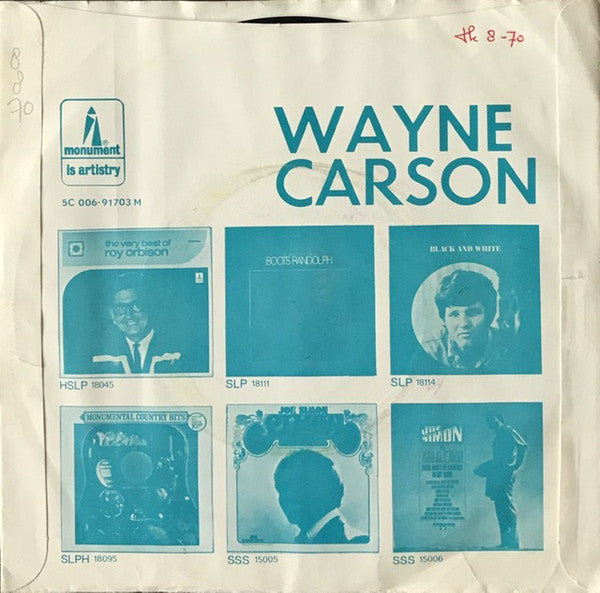 8
8
70
th 8-70
monument®
is artistry
5C 006-91703 M
WAYNE
CARSON
the very best of
roy orbison
HSLP 18045
BOOTS RANDOLPH
SLP 18111
BLACK AND WHITE
SLP 18114
MONUMENTAL COUNTRY HITS
SLPH 18095
JOE SIMON
SSS 15005
JOE
SIMON
SSS 15006